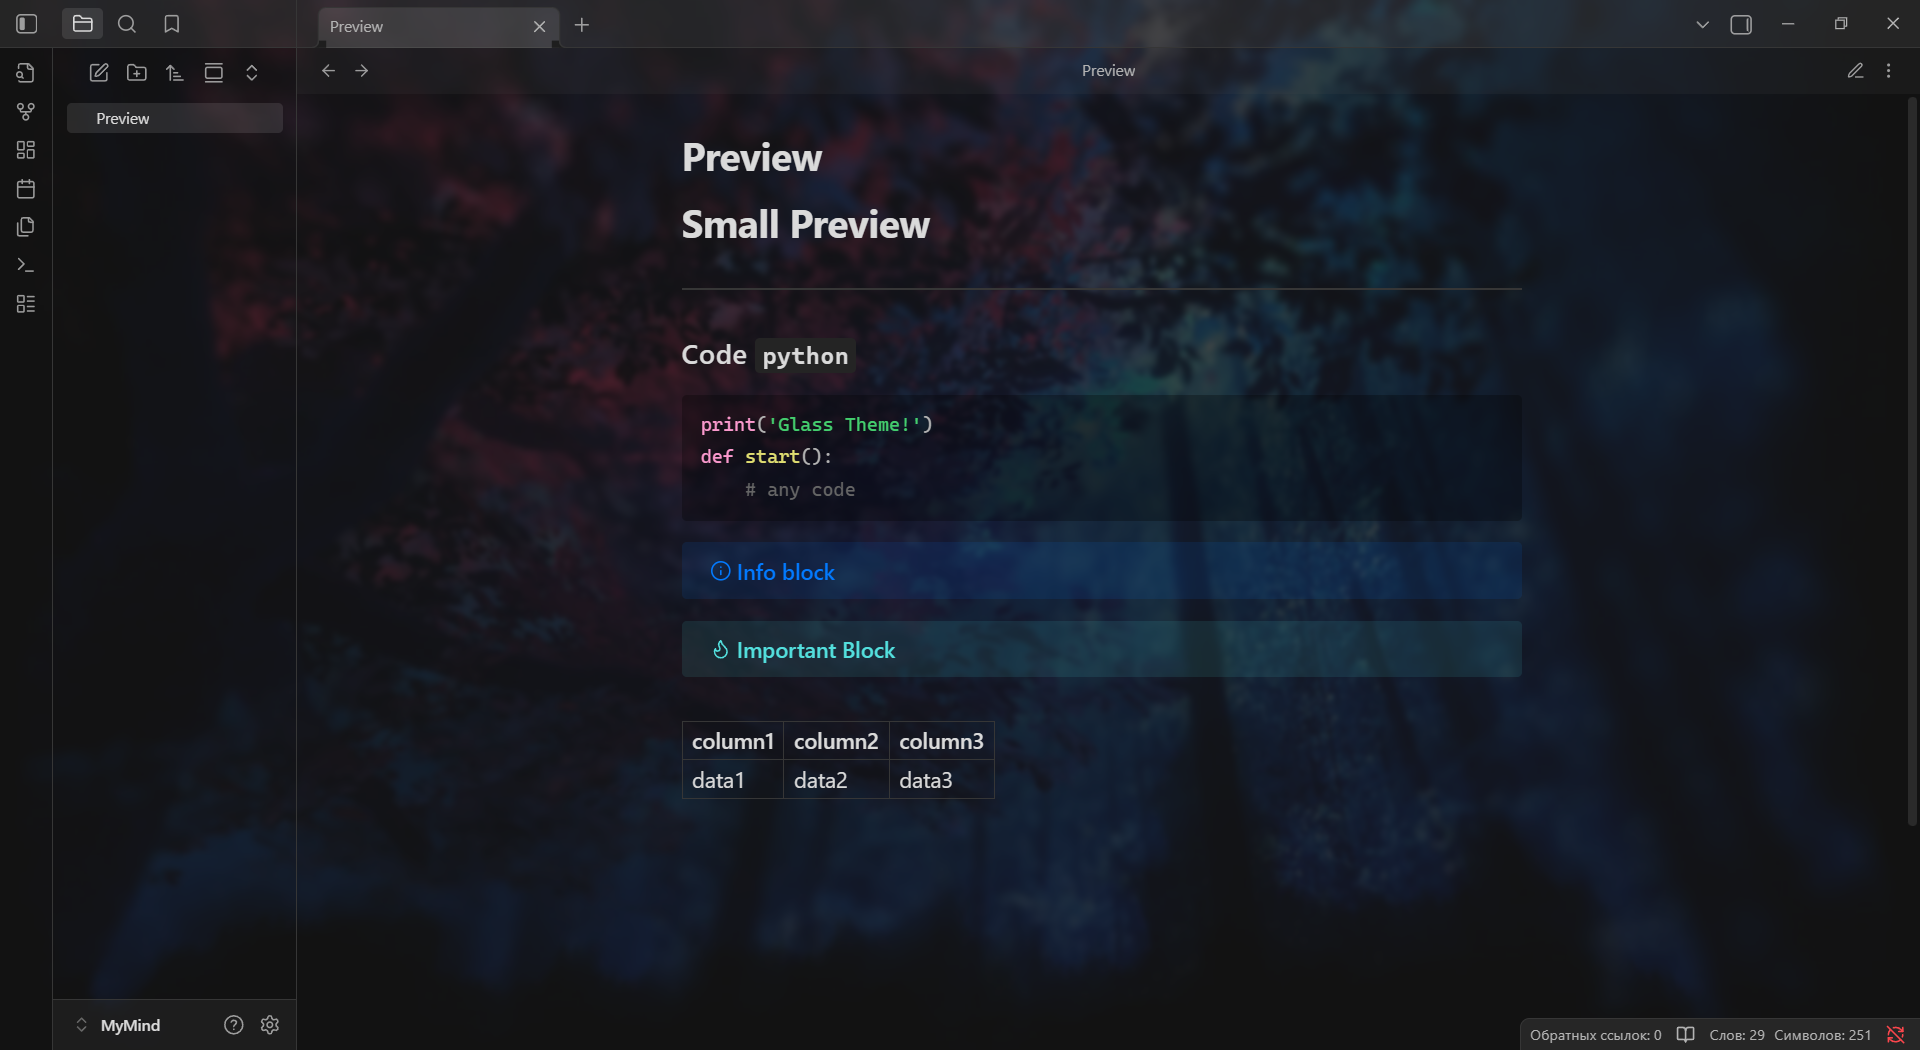 Preview
Preview
Preview
Preview
Small Preview
Code python
print('Glass Theme!')
def start():
    # any code
Info block
Important Block
column1 column2 column3
data1 data2 data3
MyMind
Обратных ссылок: 0 Слов: 29 Символов: 251